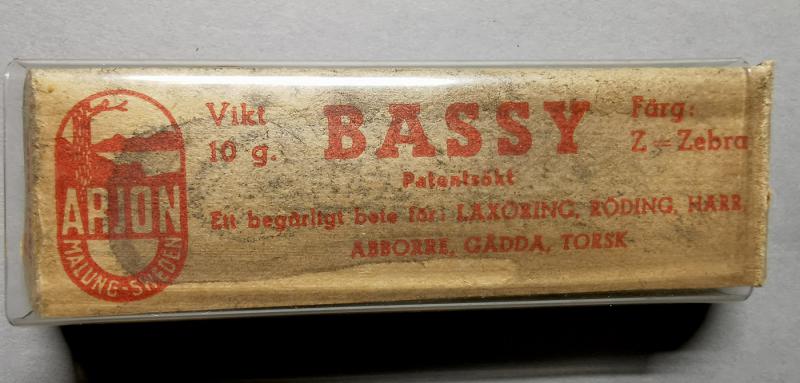 ARJON
MALUNG-SWEDEN
Vikt
10 g.
BASSY
Färg:
Z = Zebra
Patentsökt
Ett begärligt bete för: LAXÖRING, RÖDING, HARR,
ABBORRE, GÄDDA, TORSK